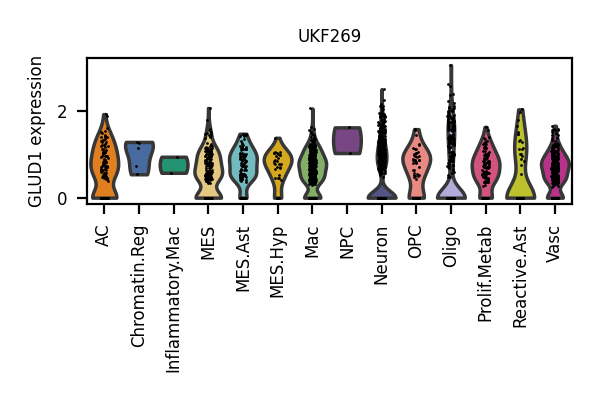 UKF269
GLUD1 expression
2
0
AC
Chromatin.Reg
Inflammatory.Mac
MES
MES.Ast
MES.Hyp
Mac
NPC
Neuron
OPC
Oligo
Prolif.Metab
Reactive.Ast
Vasc